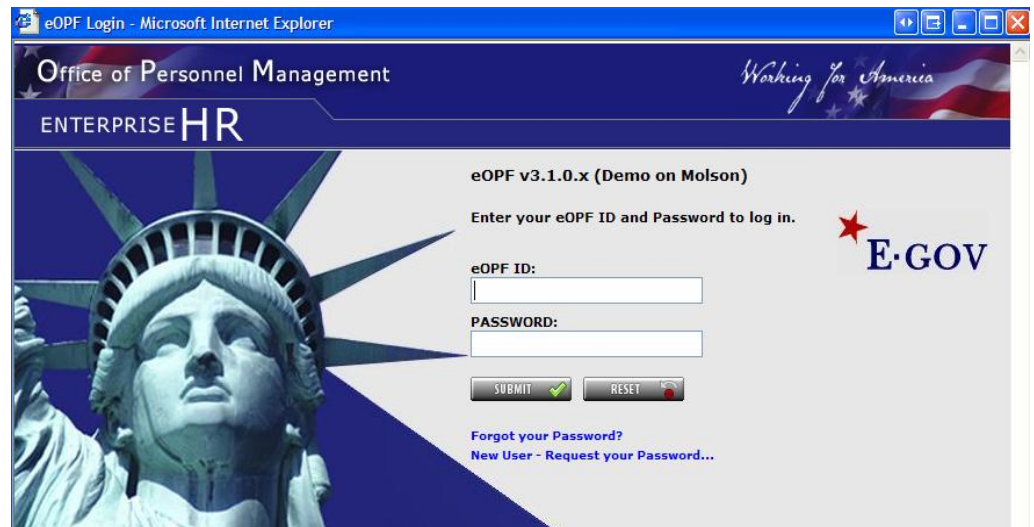 eOPF Login - Microsoft Internet Explorer
Office of Personnel Management
Working for America
ENTERPRISE HR
eOPF v3.1.0.x (Demo on Molson)
Enter your eOPF ID and Password to log in.
E·GOV
eOPF ID:
PASSWORD:
SUBMIT
RESET
Forgot your Password?
New User - Request your Password...